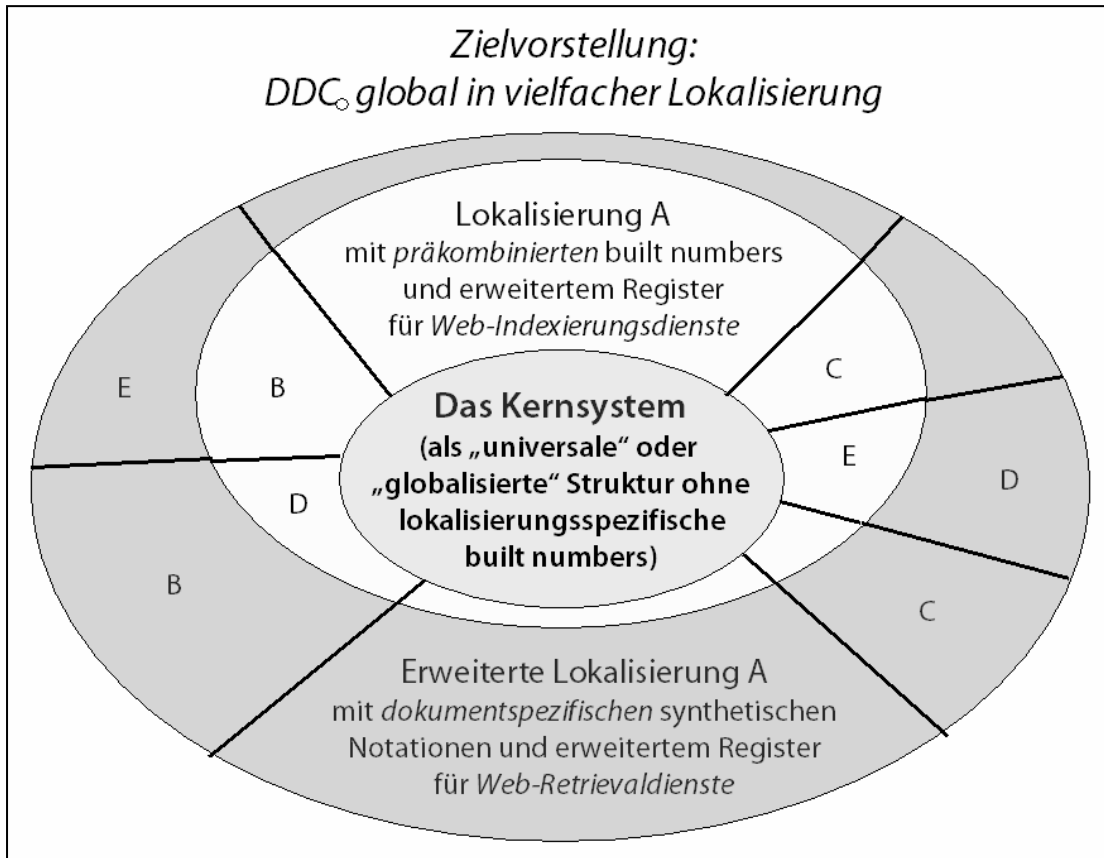 Zielvorstellung:
DDC. global in vielfacher Lokalisierung
Lokalisierung A
mit präkombinierten built numbers
und erweitertem Register
für Web-Indexierungsdienste
E
B
C
Das Kernsystem
(als „universale“ oder
„globalisierte“ Struktur ohne
lokalisierungsspezifische
built numbers)
E
D
D
B
C
Erweiterte Lokalisierung A
mit dokumentspezifischen synthetischen
Notationen und erweitertem Register
für Web-Retrievaldienste